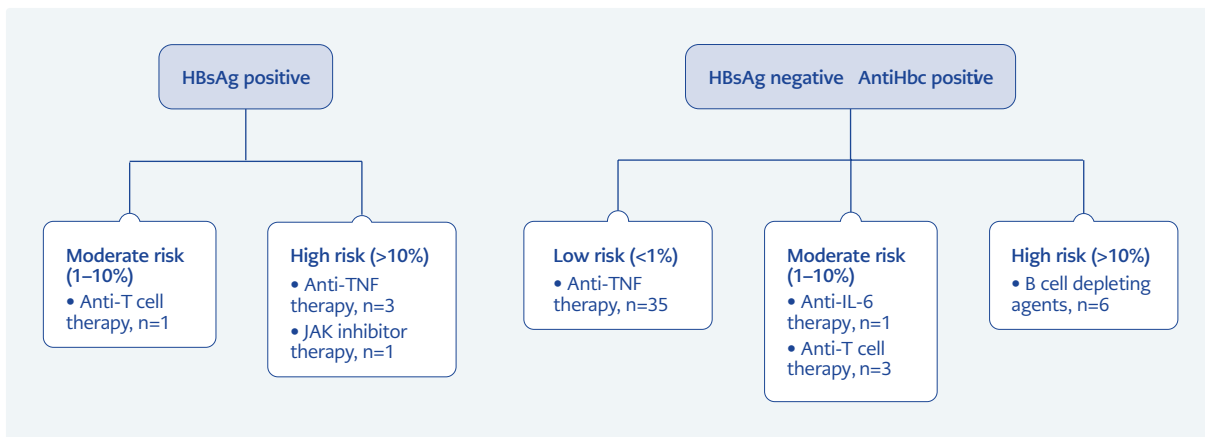 HBsAg positive
Moderate risk
(1–10%)
• Anti-T cell
therapy, n=1
High risk (>10%)
• Anti-TNF
therapy, n=3
• JAK inhibitor
therapy, n=1
HBsAg negative AntiHbc positive
Low risk (<1%)
• Anti-TNF
therapy, n=35
Moderate risk
(1–10%)
• Anti-IL-6
therapy, n=1
• Anti-T cell
therapy, n=3
High risk (>10%)
• B cell depleting
agents, n=6